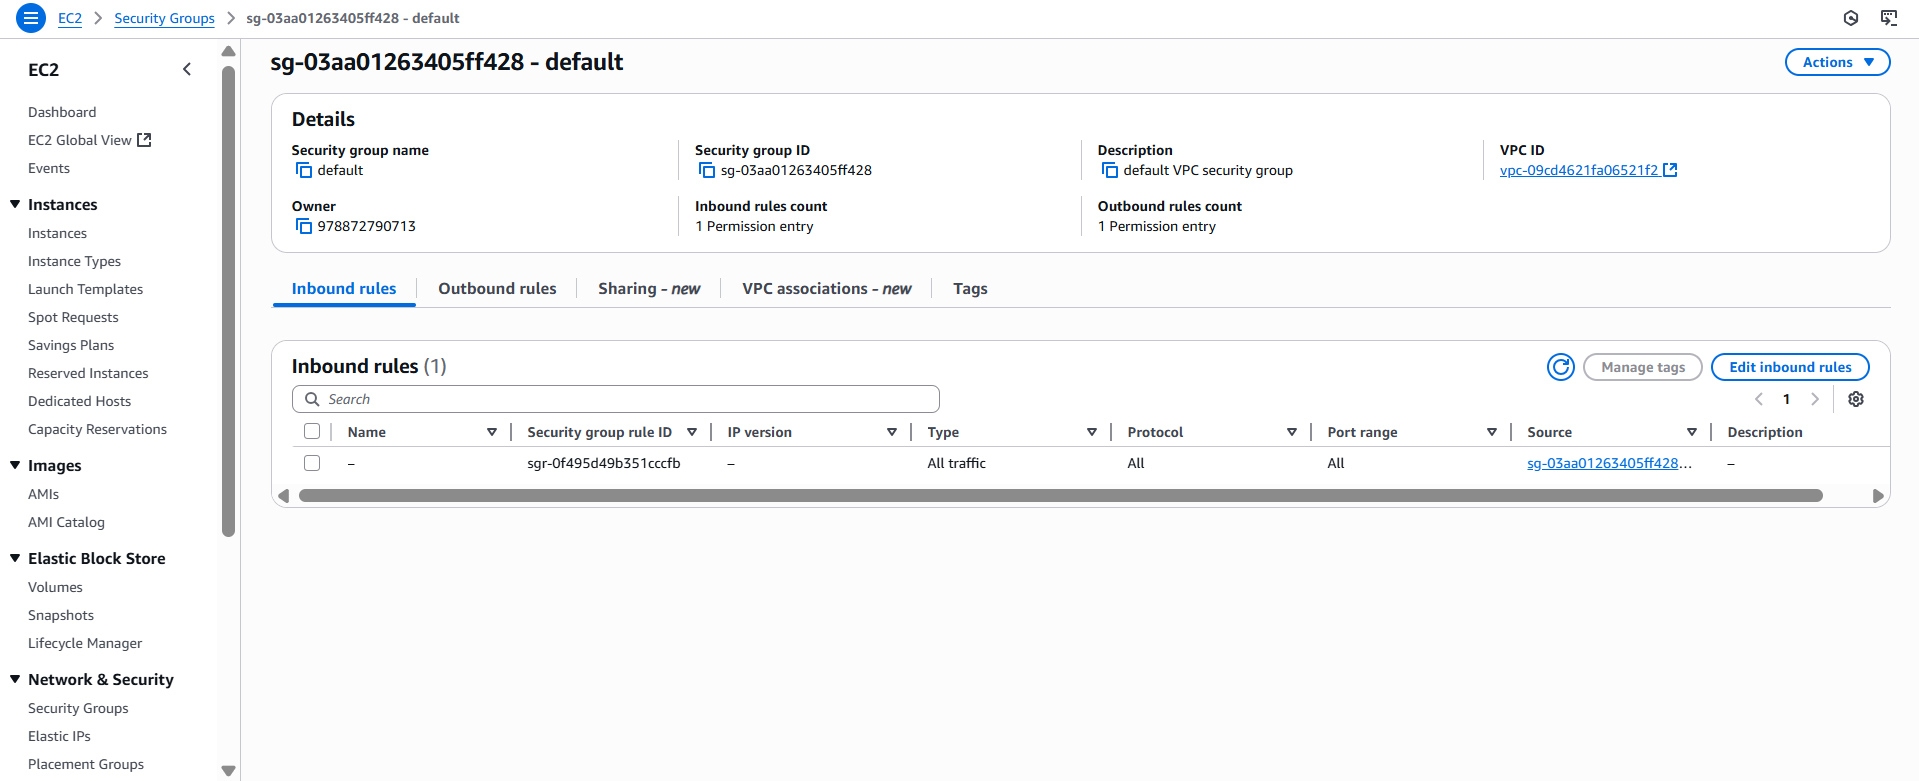 EC2 > Security Groups > sg-03aa01263405ff428 - default
EC2
Dashboard
EC2 Global View
Events
Instances
Instances
Instance Types
Launch Templates
Spot Requests
Savings Plans
Reserved Instances
Dedicated Hosts
Capacity Reservations
Images
AMIs
AMI Catalog
Elastic Block Store
Volumes
Snapshots
Lifecycle Manager
Network & Security
Security Groups
Elastic IPs
Placement Groups
sg-03aa01263405ff428 - default
Actions
Details
Security group name
default
Security group ID
sg-03aa01263405ff428
Description
default VPC security group
VPC ID
vpc-09cd4621fa06521f2
Owner
978872790713
Inbound rules count
1 Permission entry
Outbound rules count
1 Permission entry
Inbound rules | Outbound rules | Sharing - new | VPC associations - new | Tags
Inbound rules (1)
Manage tags
Edit inbound rules
Search
1
Name | Security group rule ID | IP version | Type | Protocol | Port range | Source | Description
– sgr-0f495d49b351cccfb – All traffic All All sg-03aa01263405ff428... –